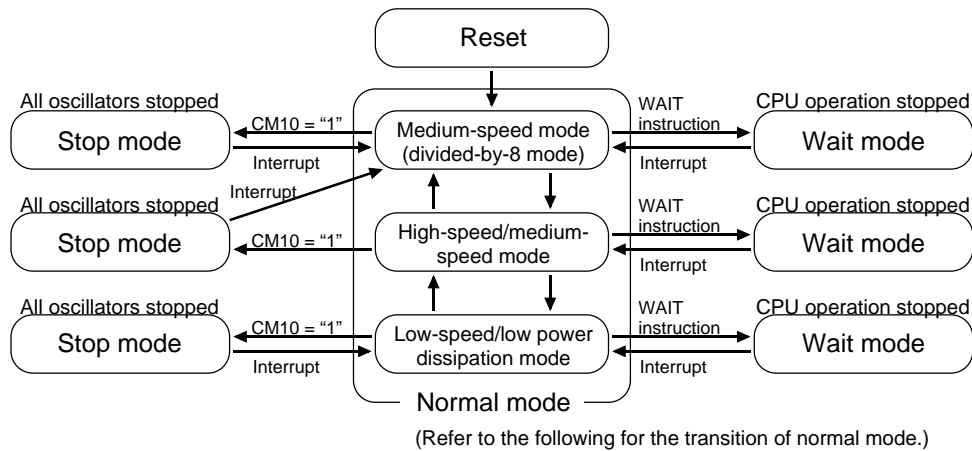 Reset
All oscillators stopped
Stop mode
CM10 = “1”
Interrupt
Medium-speed mode
(divided-by-8 mode)
WAIT
instruction
Interrupt
CPU operation stopped
Wait mode
Interrupt
All oscillators stopped
Stop mode
CM10 = “1”
High-speed/medium-
speed mode
WAIT
instruction
Interrupt
CPU operation stopped
Wait mode
All oscillators stopped
Stop mode
CM10 = “1”
Interrupt
Low-speed/low power
dissipation mode
WAIT
instruction
Interrupt
CPU operation stopped
Wait mode
Normal mode
(Refer to the following for the transition of normal mode.)